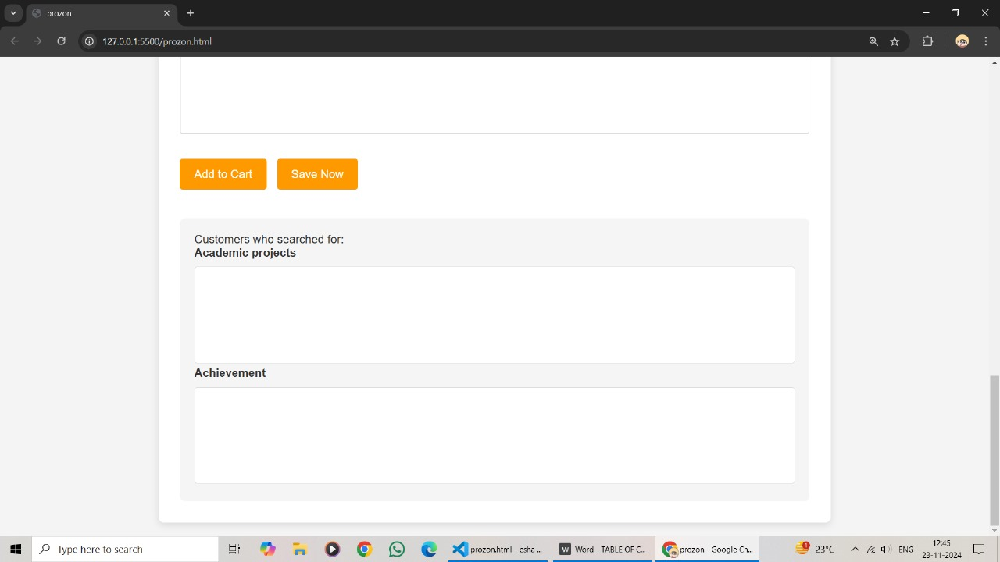 prozon
127.0.0.1:5500/prozon.html
Add to Cart
Save Now
Customers who searched for:
Academic projects
Achievement
Type here to search
prozon.html - esha ...
W
Word - TABLE OF C...
prozon - Google Ch...
1
23°C
ENG
12:45
23-11-2024